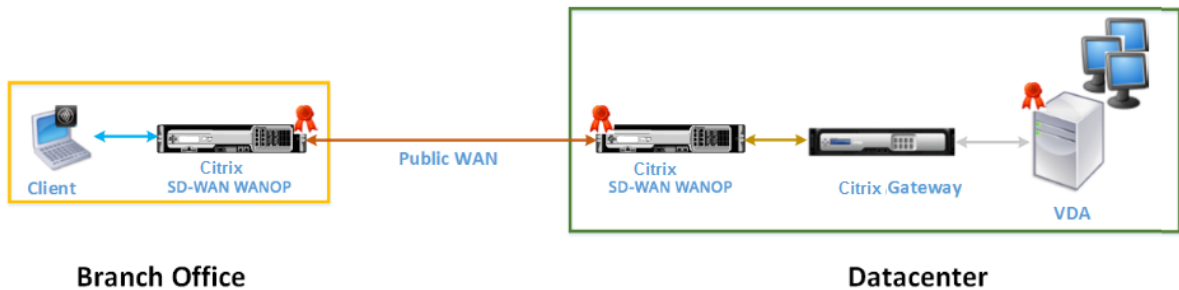 Client
Citrix
SD-WAN WANOP
Public WAN
Citrix
SD-WAN WANOP
Citrix Gateway
VDA
Branch Office
Datacenter